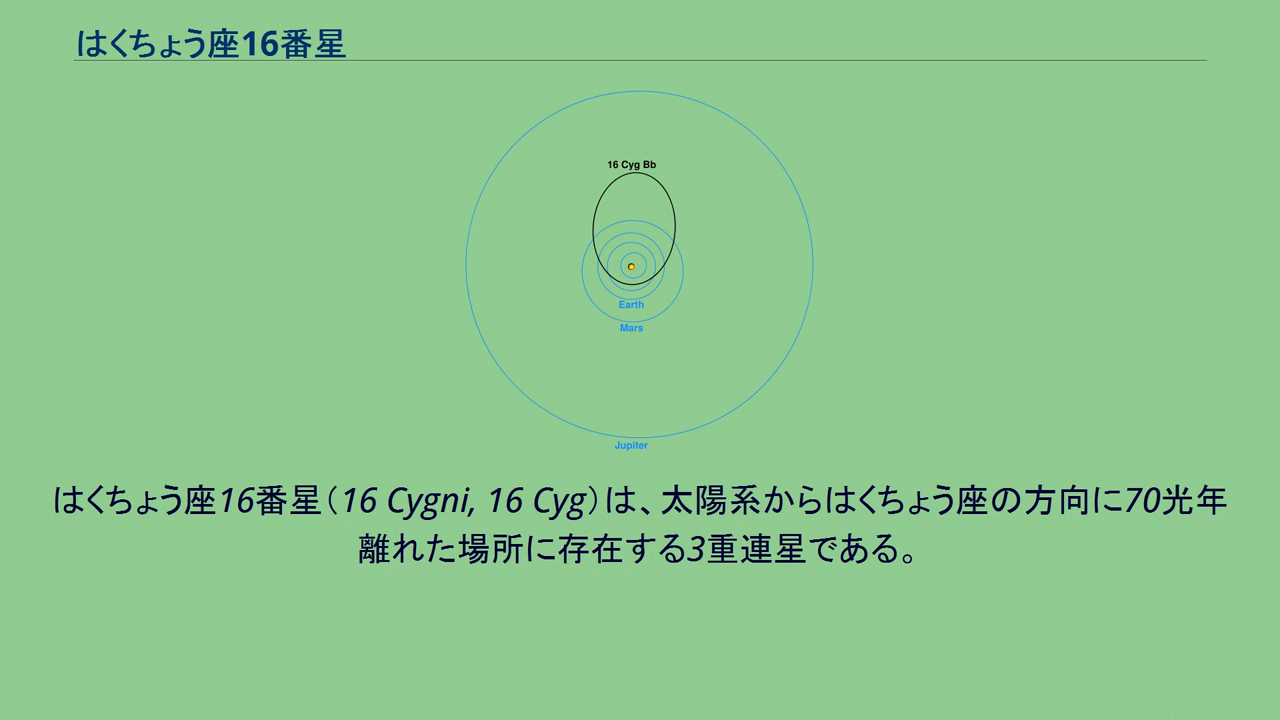 はくちょう座16番星
16 Cyg Bb
Earth
Mars
Jupiter
はくちょう座16番星（16 Cygni, 16 Cyg）は、太陽系からはくちょう座の方向に70光年
離れた場所に存在する3重連星である。